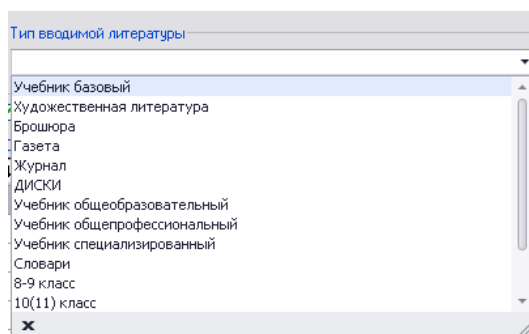 Тип вводимой литературы
Учебник базовый
Художественная литература
Брошюра
Газета
Журнал
ДИСКИ
Учебник общеобразовательный
Учебник общепрофессиональный
Учебник специализированный
Словари
8-9 класс
10(11) класс